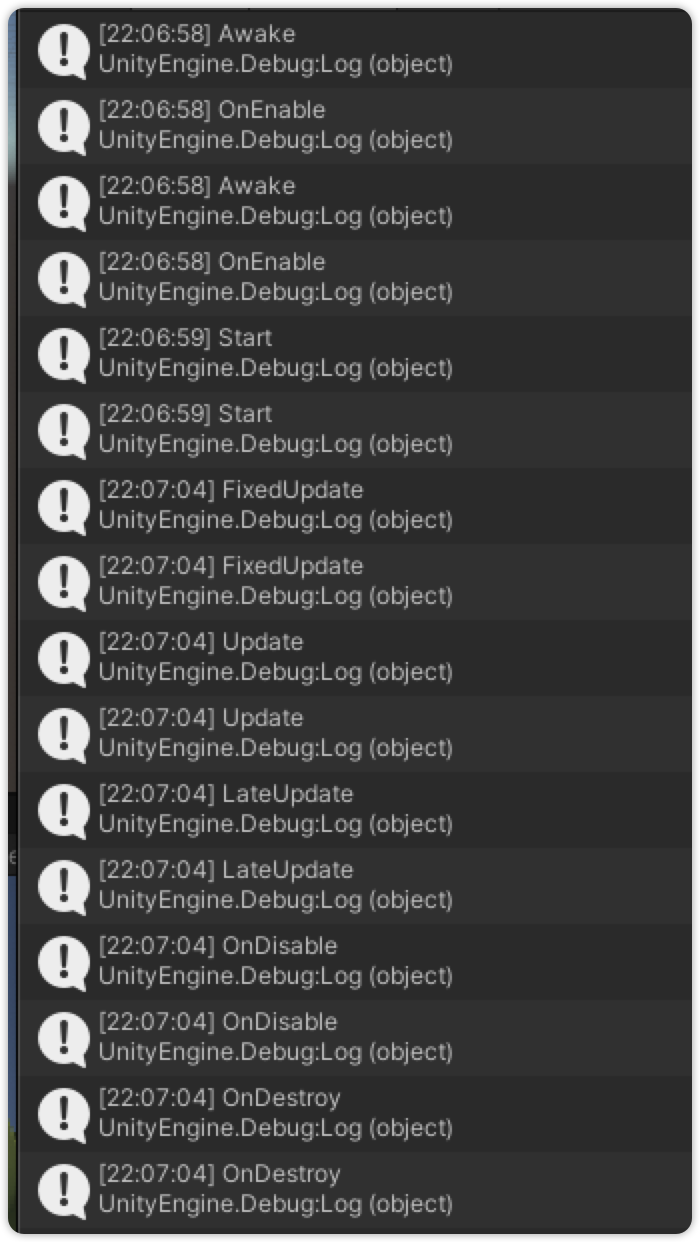 [22:06:58] Awake
UnityEngine.Debug:Log (object)
[22:06:58] OnEnable
UnityEngine.Debug:Log (object)
[22:06:58] Awake
UnityEngine.Debug:Log (object)
[22:06:58] OnEnable
UnityEngine.Debug:Log (object)
[22:06:59] Start
UnityEngine.Debug:Log (object)
[22:06:59] Start
UnityEngine.Debug:Log (object)
[22:07:04] FixedUpdate
UnityEngine.Debug:Log (object)
[22:07:04] FixedUpdate
UnityEngine.Debug:Log (object)
[22:07:04] Update
UnityEngine.Debug:Log (object)
[22:07:04] Update
UnityEngine.Debug:Log (object)
[22:07:04] LateUpdate
UnityEngine.Debug:Log (object)
[22:07:04] LateUpdate
UnityEngine.Debug:Log (object)
[22:07:04] OnDisable
UnityEngine.Debug:Log (object)
[22:07:04] OnDisable
UnityEngine.Debug:Log (object)
[22:07:04] OnDestroy
UnityEngine.Debug:Log (object)
[22:07:04] OnDestroy
UnityEngine.Debug:Log (object)